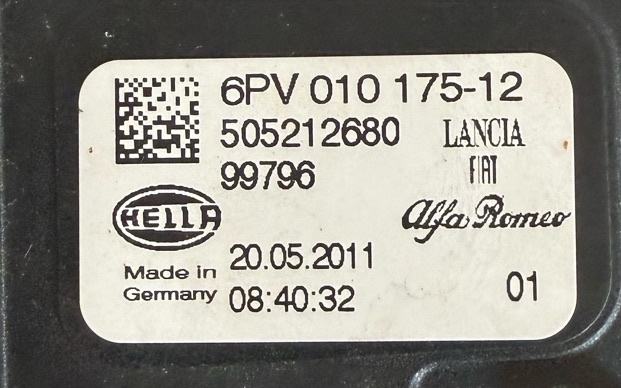 6PV 010 175-12
505212680 LANCIA
99796 FIAT
HELLA Alfa Romeo
Made in 20.05.2011
Germany 08:40:32 01